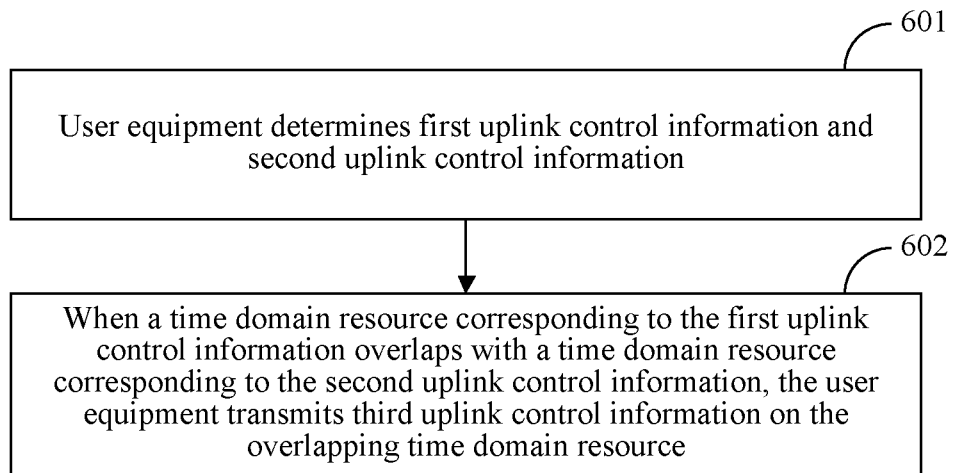 601
User equipment determines first uplink control information and
second uplink control information
602
When a time domain resource corresponding to the first uplink
control information overlaps with a time domain resource
corresponding to the second uplink control information, the user
equipment transmits third uplink control information on the
overlapping time domain resource